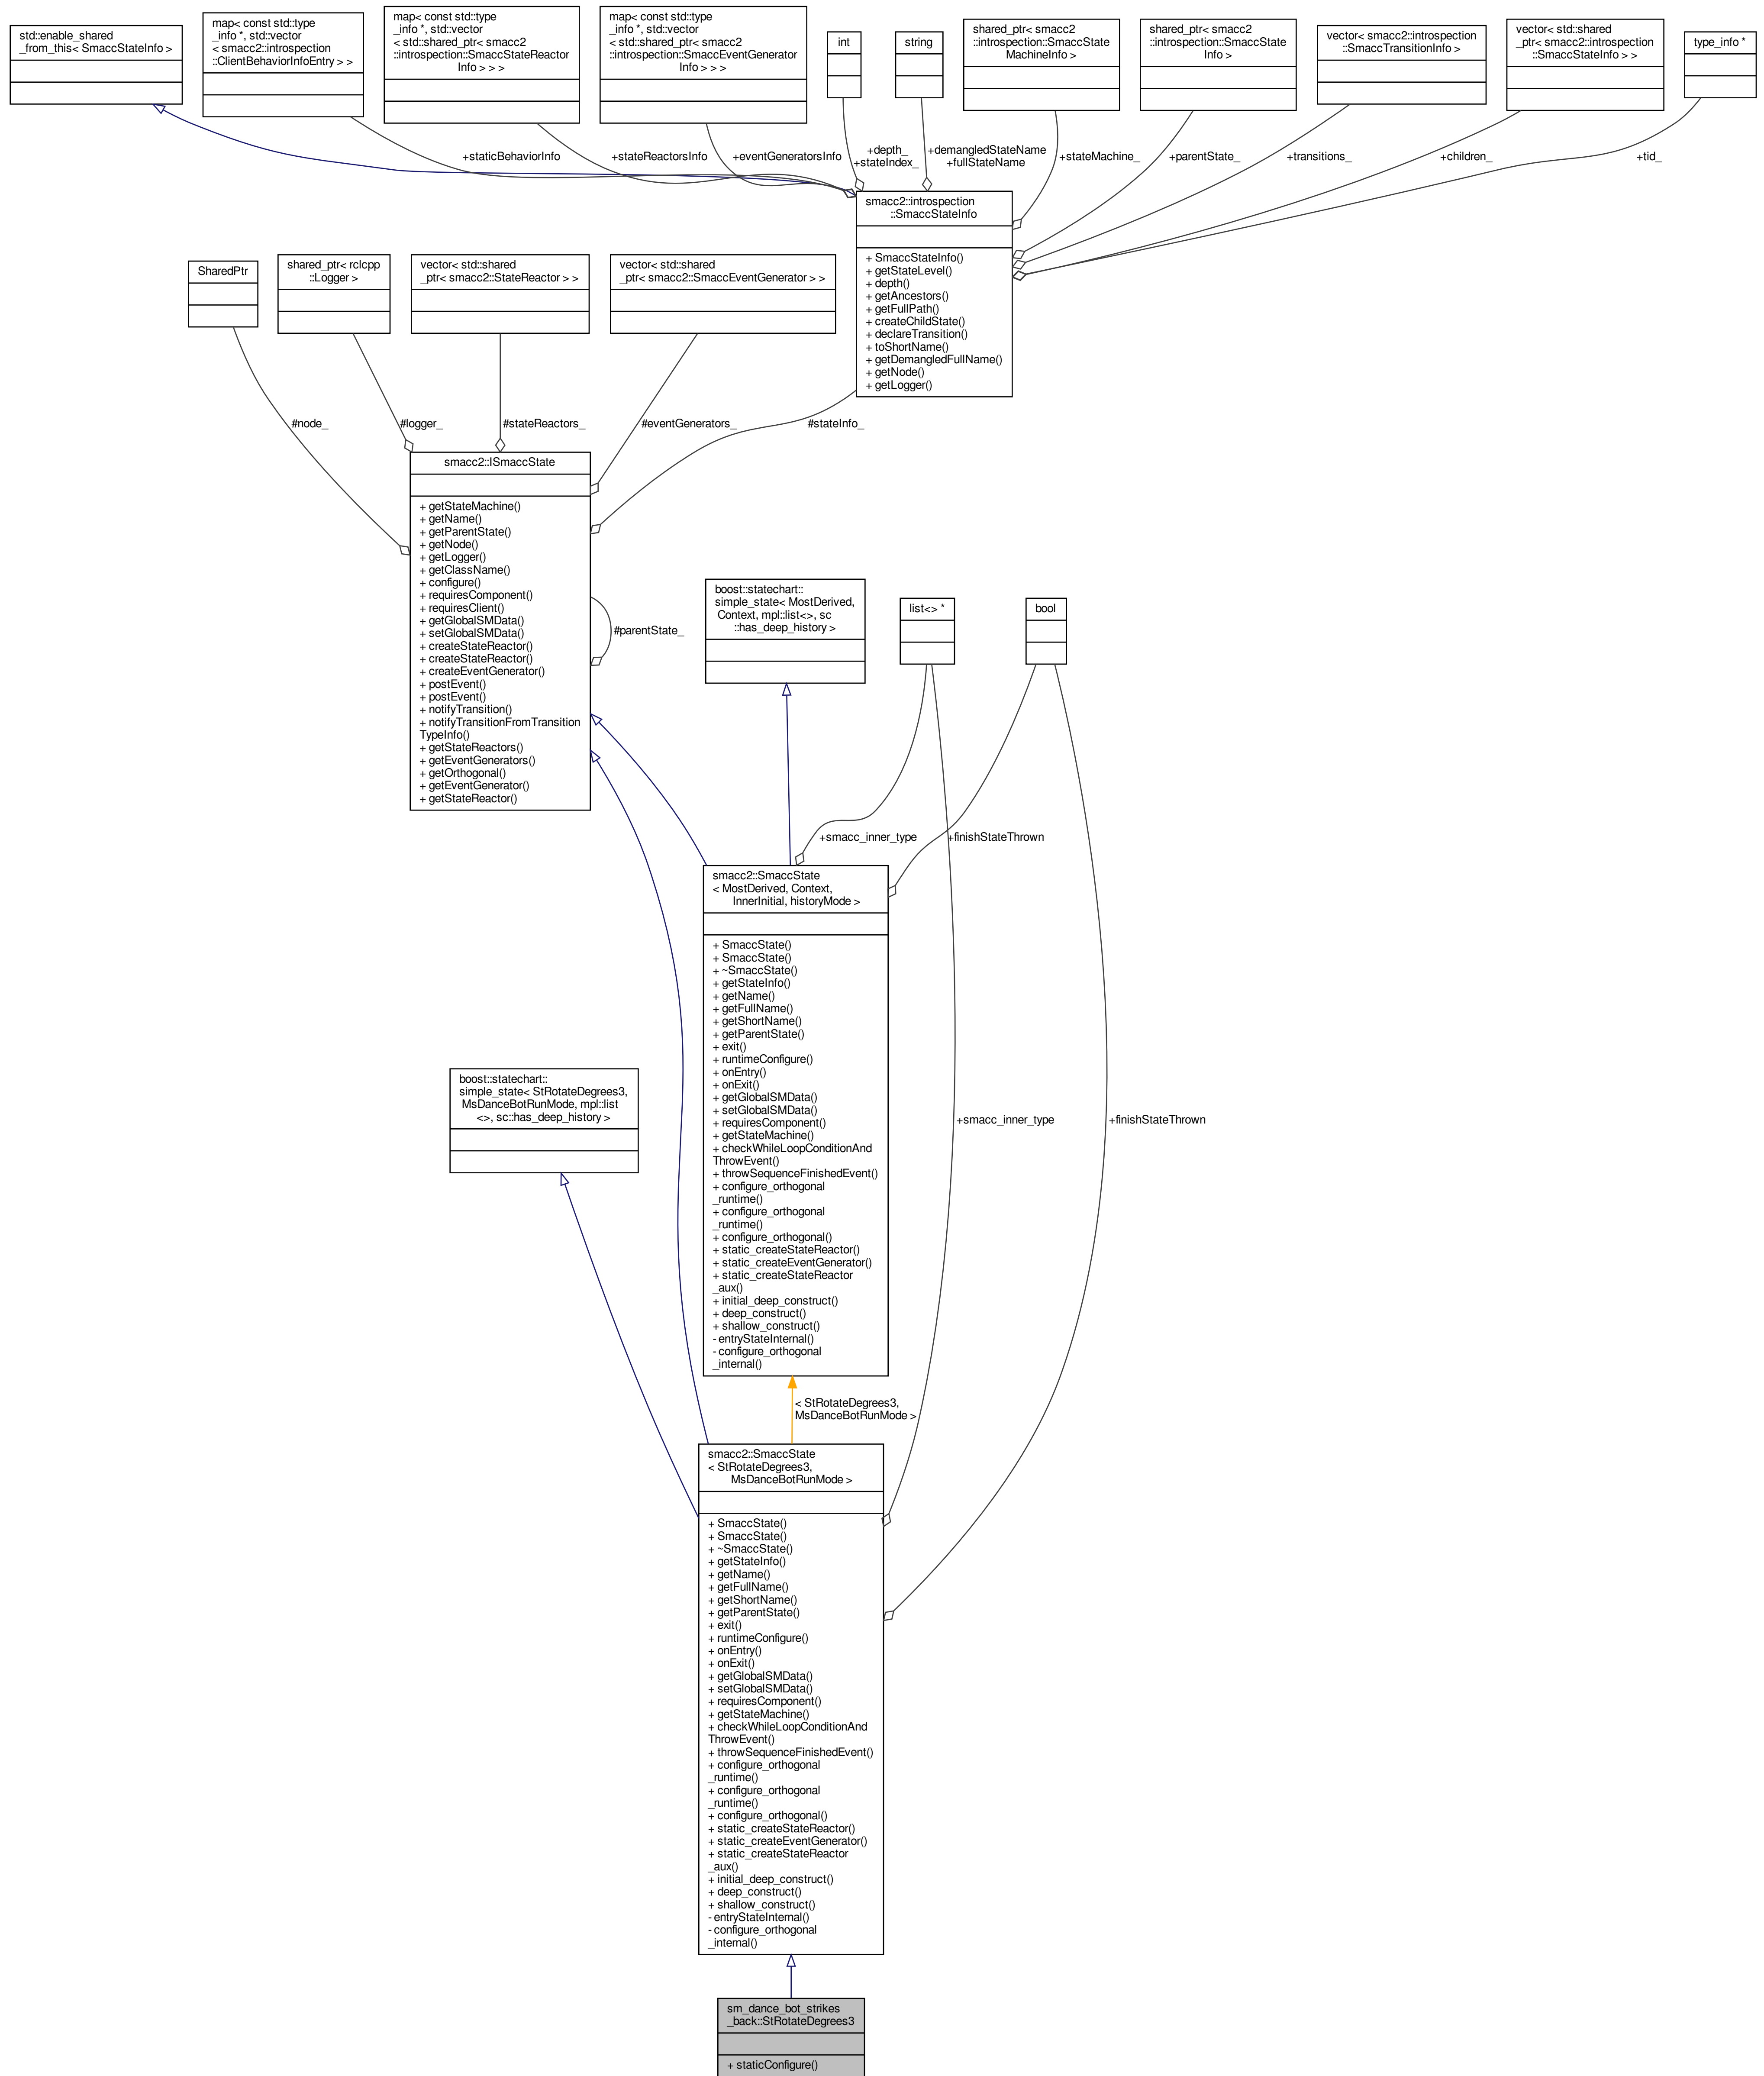 std::enable_shared
_from_this< SmaccStateInfo >
map< const std::type
_info *, std::vector
< smacc2::introspection
::ClientBehaviorInfoEntry > >
map< const std::type
_info *, std::vector
< std::shared_ptr< smacc2
::introspection::SmaccStateReactor
Info > > >
map< const std::type
_info *, std::vector
< std::shared_ptr< smacc2
::introspection::SmaccEventGenerator
Info > > >
int
string
shared_ptr< smacc2
::introspection::SmaccState
MachineInfo >
shared_ptr< smacc2
::introspection::SmaccState
Info >
vector< smacc2::introspection
::SmaccTransitionInfo >
vector< std::shared
_ptr< smacc2::introspection
::SmaccStateInfo > >
type_info *
+staticBehaviorInfo
+stateReactorsInfo
+eventGeneratorsInfo
+depth_
+stateIndex_
+demangledStateName
+fullStateName
+stateMachine_
+parentState_
+transitions_
+children_
+tid_
smacc2::introspection
::SmaccStateInfo
+ SmaccStateInfo()
+ getStateLevel()
+ depth()
+ getAncestors()
+ getFullPath()
+ createChildState()
+ declareTransition()
+ toShortName()
+ getDemangledFullName()
+ getNode()
+ getLogger()
SharedPtr
shared_ptr< rclcpp
::Logger >
vector< std::shared
_ptr< smacc2::StateReactor > >
vector< std::shared
_ptr< smacc2::SmaccEventGenerator > >
#node_
#logger_
#stateReactors_
#eventGenerators_
#stateInfo_
smacc2::ISmaccState
+ getStateMachine()
+ getName()
+ getParentState()
+ getNode()
+ getLogger()
+ getClassName()
+ configure()
+ requiresComponent()
+ requiresClient()
+ getGlobalSMData()
+ setGlobalSMData()
+ createStateReactor()
+ createStateReactor()
+ createEventGenerator()
+ postEvent()
+ postEvent()
+ notifyTransition()
+ notifyTransitionFromTransition
TypeInfo()
+ getStateReactors()
+ getEventGenerators()
+ getOrthogonal()
+ getEventGenerator()
+ getStateReactor()
#parentState_
boost::statechart::
simple_state< MostDerived,
Context, mpl::list<>, sc
::has_deep_history >
list<> *
bool
+smacc_inner_type
+finishStateThrown
smacc2::SmaccState
< MostDerived, Context,
InnerInitial, historyMode >
+ SmaccState()
+ SmaccState()
+ ~SmaccState()
+ getStateInfo()
+ getName()
+ getFullName()
+ getShortName()
+ getParentState()
+ exit()
+ runtimeConfigure()
+ onEntry()
+ onExit()
+ getGlobalSMData()
+ setGlobalSMData()
+ requiresComponent()
+ getStateMachine()
+ checkWhileLoopConditionAnd
ThrowEvent()
+ throwSequenceFinishedEvent()
+ configure_orthogonal
_runtime()
+ configure_orthogonal
_runtime()
+ configure_orthogonal()
+ static_createStateReactor()
+ static_createEventGenerator()
+ static_createStateReactor
_aux()
+ initial_deep_construct()
+ deep_construct()
+ shallow_construct()
- entryStateInternal()
- configure_orthogonal
_internal()
boost::statechart::
simple_state< StRotateDegrees3,
MsDanceBotRunMode, mpl::list
<>, sc::has_deep_history >
+smacc_inner_type
+finishStateThrown
< StRotateDegrees3,
MsDanceBotRunMode >
smacc2::SmaccState
< StRotateDegrees3,
MsDanceBotRunMode >
+ SmaccState()
+ SmaccState()
+ ~SmaccState()
+ getStateInfo()
+ getName()
+ getFullName()
+ getShortName()
+ getParentState()
+ exit()
+ runtimeConfigure()
+ onEntry()
+ onExit()
+ getGlobalSMData()
+ setGlobalSMData()
+ requiresComponent()
+ getStateMachine()
+ checkWhileLoopConditionAnd
ThrowEvent()
+ throwSequenceFinishedEvent()
+ configure_orthogonal
_runtime()
+ configure_orthogonal
_runtime()
+ configure_orthogonal()
+ static_createStateReactor()
+ static_createEventGenerator()
+ static_createStateReactor
_aux()
+ initial_deep_construct()
+ deep_construct()
+ shallow_construct()
- entryStateInternal()
- configure_orthogonal
_internal()
sm_dance_bot_strikes
_back::StRotateDegrees3
+ staticConfigure()